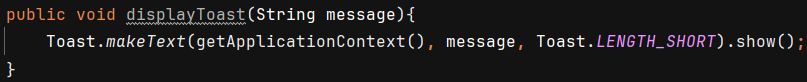 public void displayToast(String message){
    Toast.makeText(getApplicationContext(), message, Toast.LENGTH_SHORT).show();
}